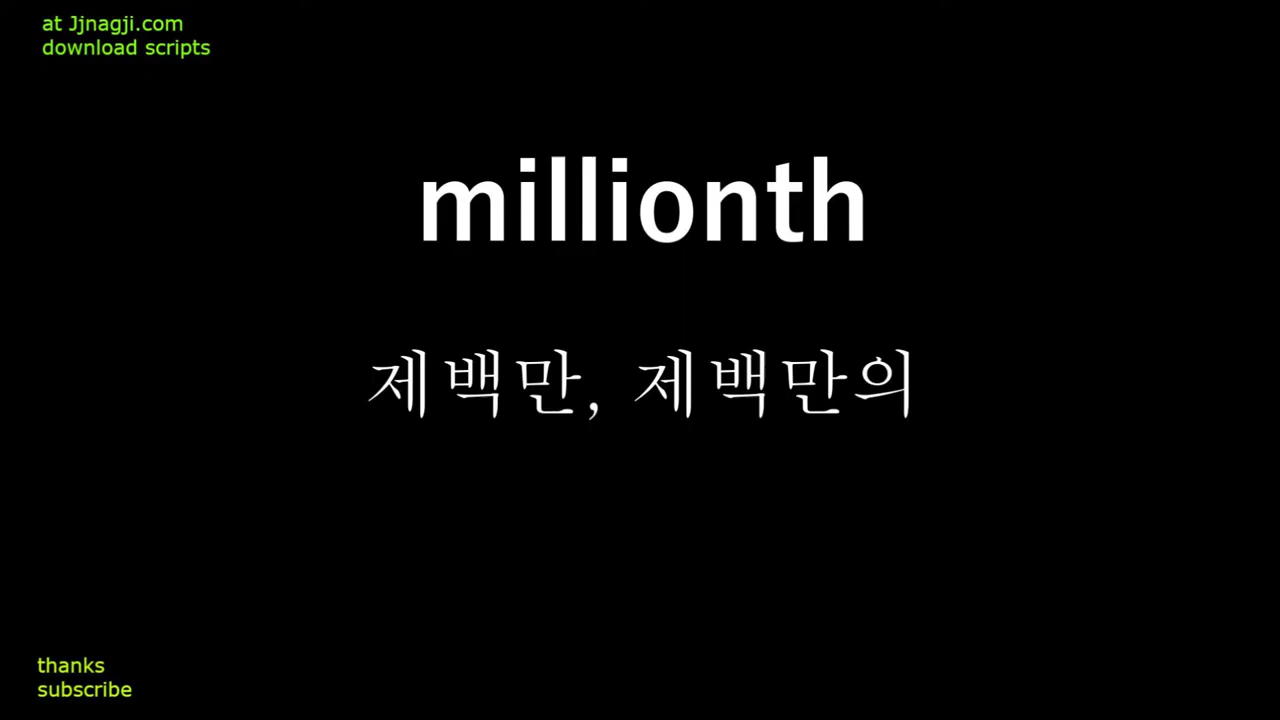 at Jjnagji.com
download scripts
millionth
제백만, 제백만의
thanks
subscribe